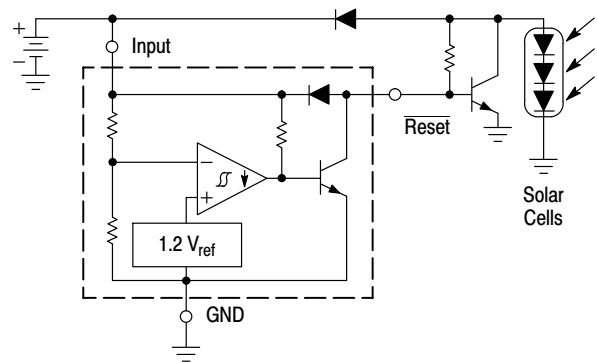 +
−
Input
Reset
−
+
1.2 Vref
Solar
Cells
GND